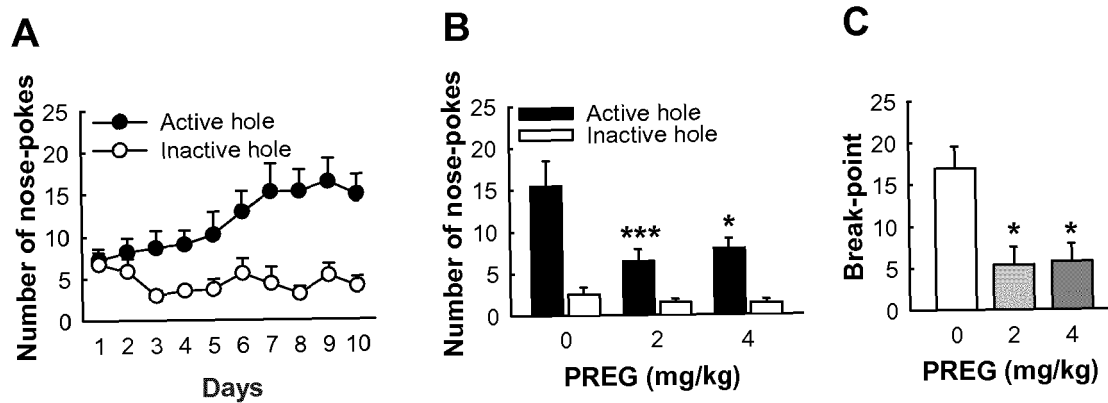 A
Number of nose-pokes
25
20
15
10
5
0
Active hole
Inactive hole
1 2 3 4 5 6 7 8 9 10
Days
B
Number of nose-pokes
25
20
15
10
5
0
Active hole
Inactive hole
***
*
0 2 4
PREG (mg/kg)
C
Break-point
25
20
15
10
5
0
* *
0 2 4
PREG (mg/kg)